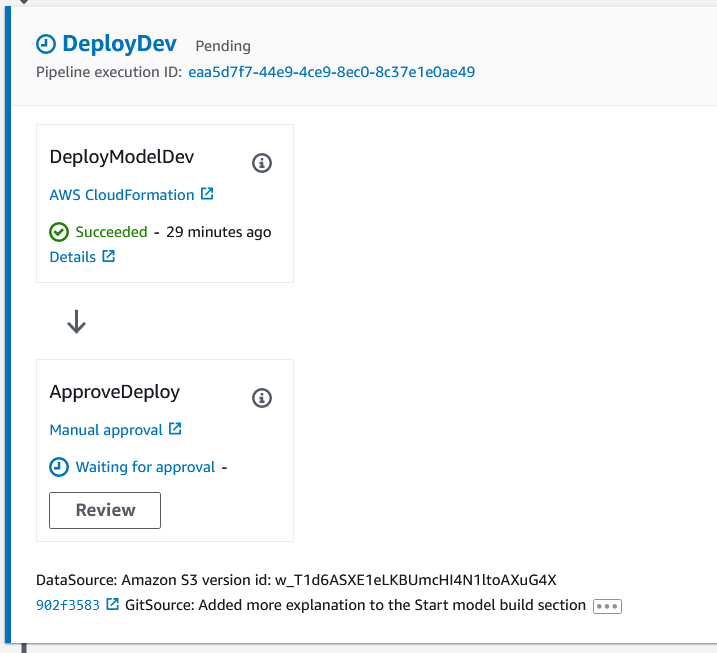 DeployDev Pending
Pipeline execution ID: eaa5d7f7-44e9-4ce9-8ec0-8c37e1e0ae49
DeployModelDev
AWS CloudFormation
Succeeded - 29 minutes ago
Details
ApproveDeploy
Manual approval
Waiting for approval -
Review
DataSource: Amazon S3 version id: w_T1d6ASXE1eLKBUmcHI4N1ltoAXuG4X
902f3583 GitSource: Added more explanation to the Start model build section